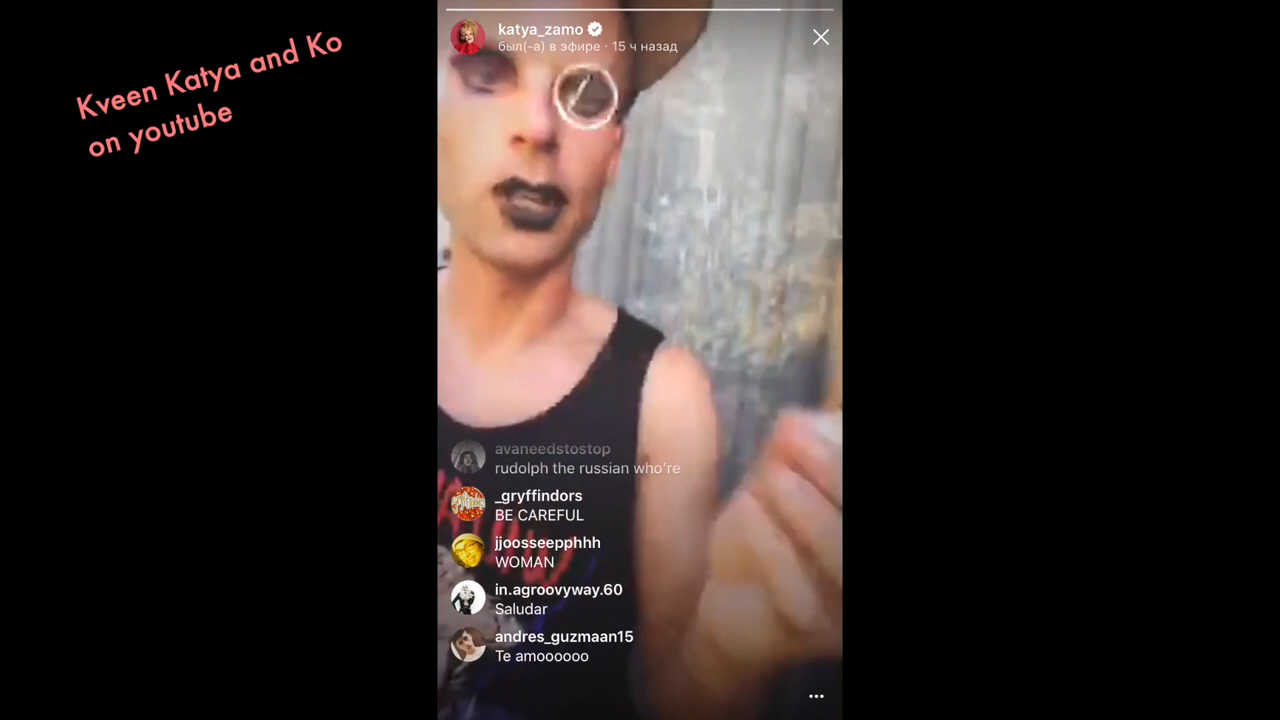 Kveen Katya and Ko
on youtube
katya_zamo
был(-а) в эфире · 15 ч назад
avaneedstostop
rudolph the russian who're
_gryffindors
BE CAREFUL
jjoosseepphhh
WOMAN
in.agroovyway.60
Saludar
andres_guzmaan15
Te amoooooo